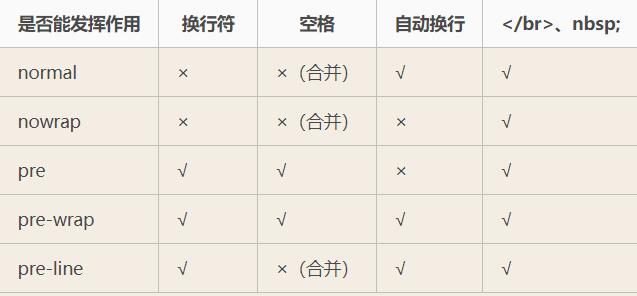 是否能发挥作用 换行符 空格 自动换行 </br>、nbsp;
normal × ×（合并） √ √
nowrap × ×（合并） × √
pre √ √ × √
pre-wrap √ √ √ √
pre-line √ ×（合并） √ √